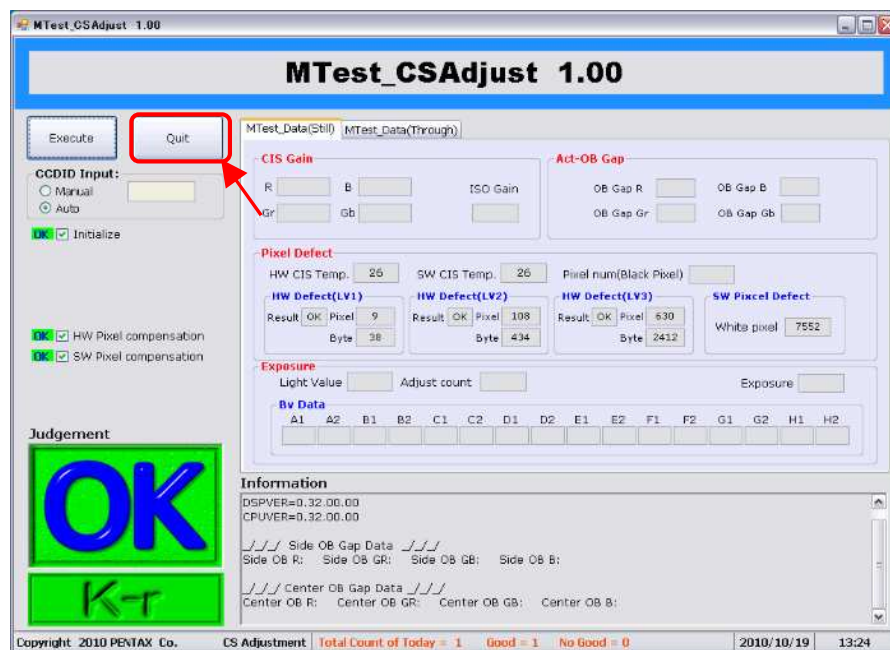 MTest_CSAdjust 1.00
MTest_CSAdjust 1.00
Execute Quit
CCDID Input:
Manual
Auto
OK Initialize
OK HW Pixel compensation
OK SW Pixel compensation
Judgement
OK
K-r
MTest_Data(Still) MTest_Data(Through)
CIS Gain
R B ISO Gain
Gr Gb
Act-OB Gap
OB Gap R OB Gap B
OB Gap Gr OB Gap Gb
Pixel Defect
HW CIS Temp. 26 SW CIS Temp. 26 Pixel num(Black Pixel)
HW Defect(LV1)
Result OK Pixel 9
Byte 38
HW Defect(LV2)
Result OK Pixel 108
Byte 434
HW Defect(LV3)
Result OK Pixel 630
Byte 2412
SW Pixcel Defect
White pixel 7552
Exposure
Light Value Adjust count Exposure
Bv Data
A1 A2 B1 B2 C1 C2 D1 D2 E1 E2 F1 F2 G1 G2 H1 H2
Information
DSPVER=0.32.00.00
CPUVER=0.32.00.00
_/_/_/ Side OB Gap Data _/_/_/
Side OB R: Side OB GR: Side OB GB: Side OB B:
_/_/_/ Center OB Gap Data _/_/_/
Center OB R: Center OB GR: Center OB GB: Center OB B:
Copyright 2010 PENTAX Co. CS Adjustment Total Count of Today = 1 Good = 1 No Good = 0 2010/10/19 13:24